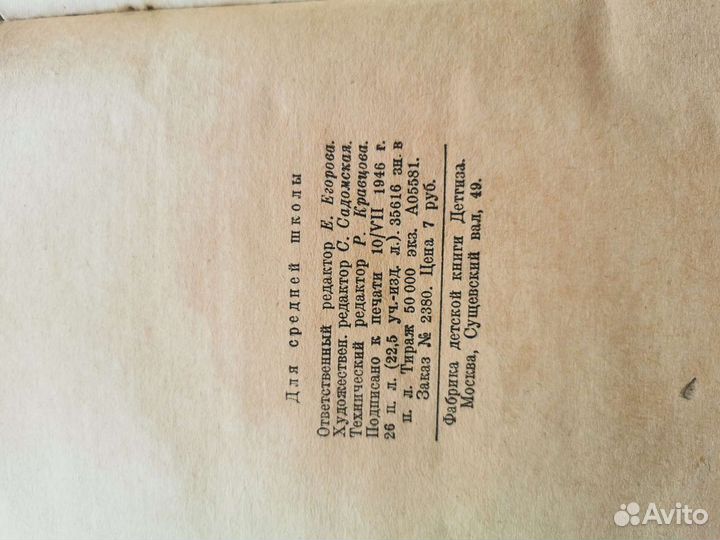 Для средней школы
Ответственный редактор Е. Егорова.
Художествен. редактор С. Садомская.
Технический редактор Р. Кравцова.
Подписано к печати 10/VII 1946 г.
26 п. л. (22,5 уч.-изд. л.). 35616 зн. в
п. л. Тираж 50 000 экз. А05581.
Заказ № 2380. Цена 7 руб.
Фабрика детской книги Детгиза.
Москва, Сущевский вал, 49.
Avito